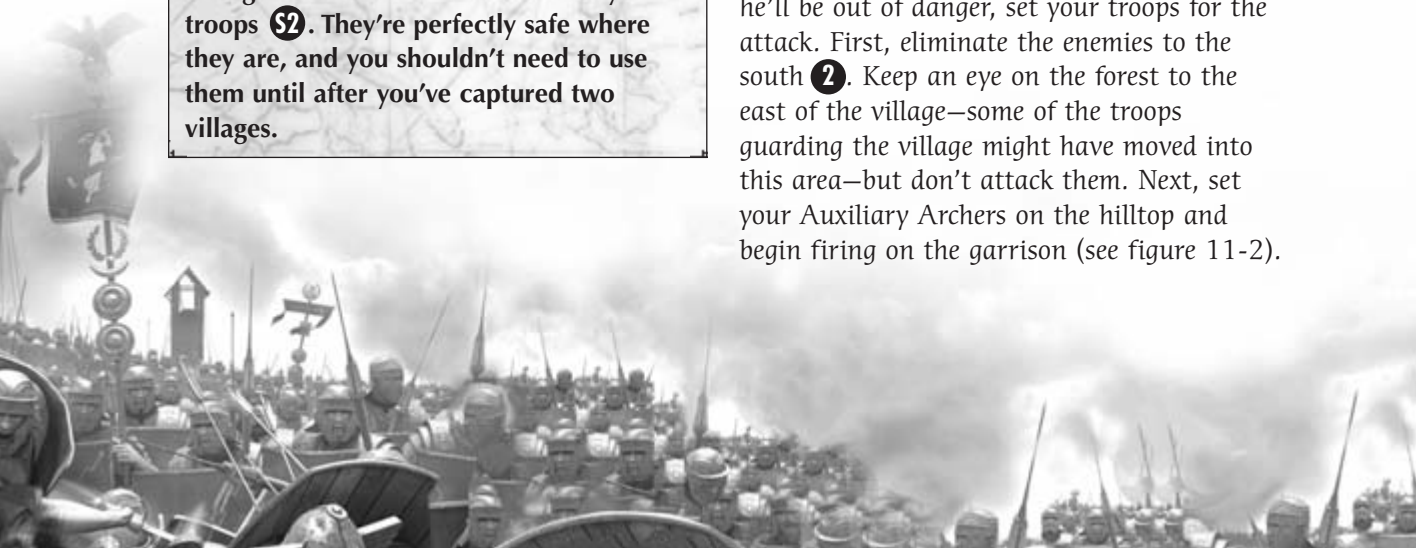 troops S2. They're perfectly safe where
they are, and you shouldn't need to use
them until after you've captured two
villages.
he'll be out of danger, set your troops for the
attack. First, eliminate the enemies to the
south 2. Keep an eye on the forest to the
east of the village—some of the troops
guarding the village might have moved into
this area—but don't attack them. Next, set
your Auxiliary Archers on the hilltop and
begin firing on the garrison (see figure 11-2).